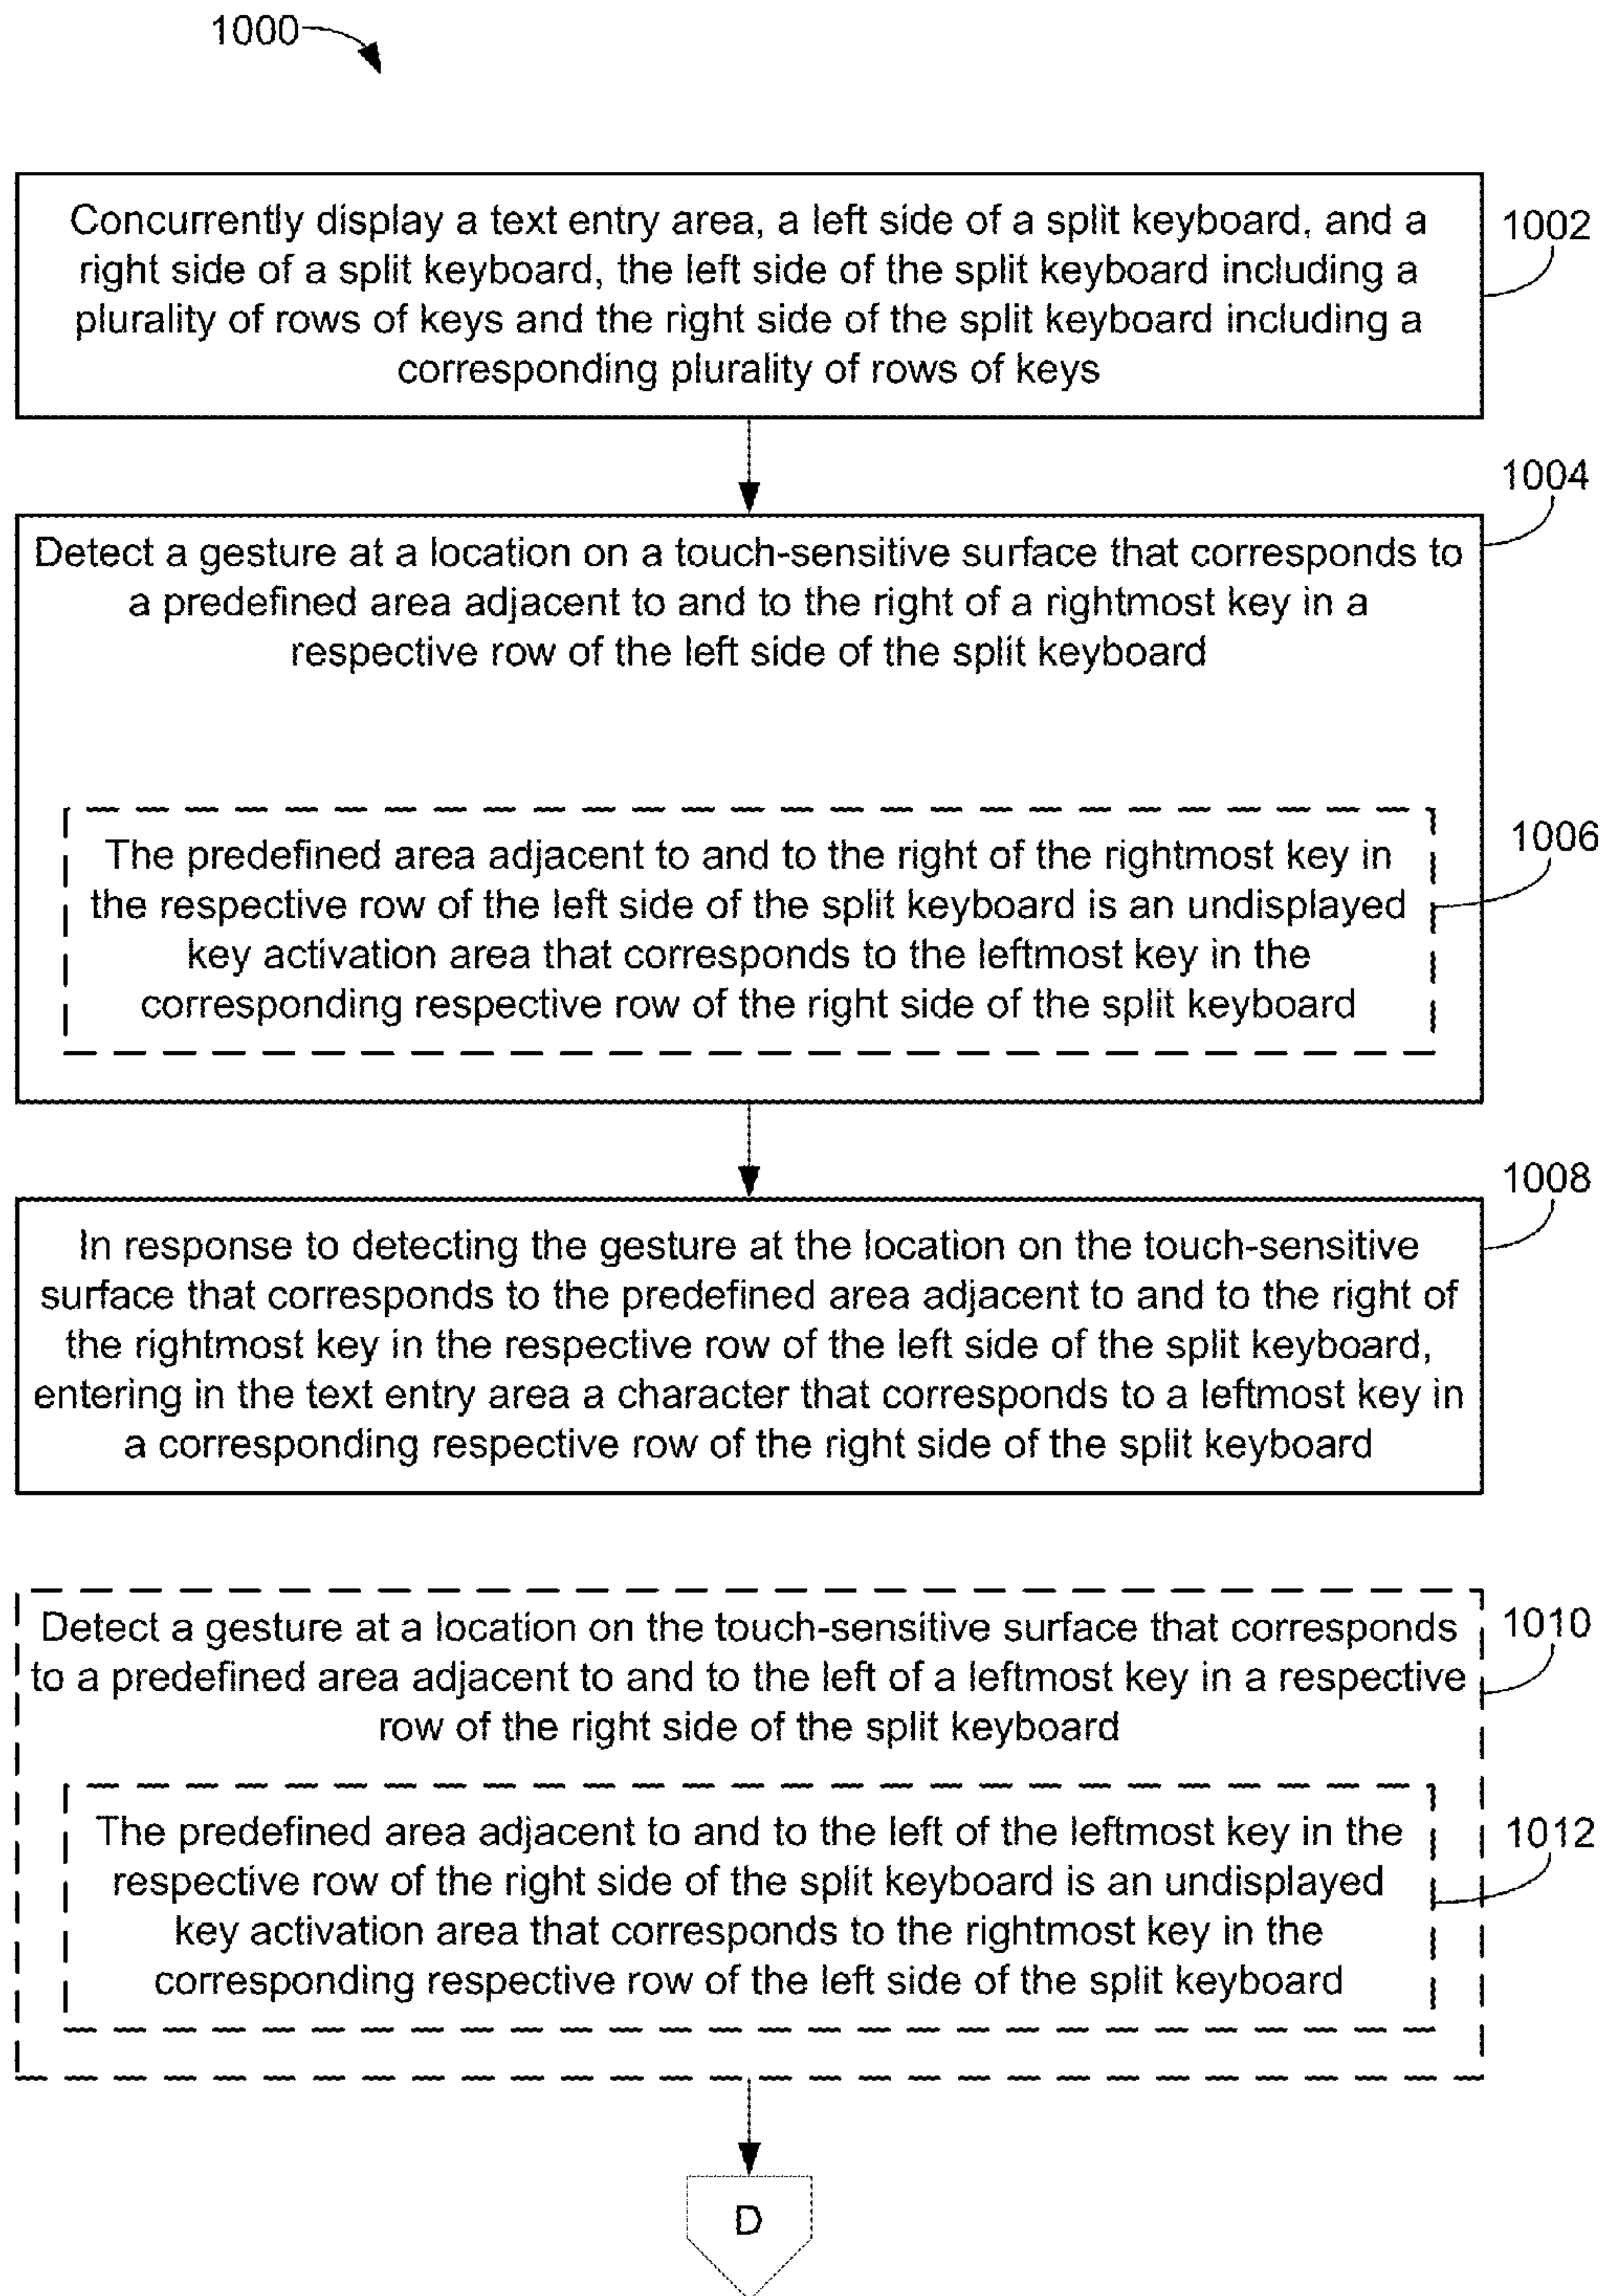 1000
Concurrently display a text entry area, a left side of a split keyboard, and a
right side of a split keyboard, the left side of the split keyboard including a
plurality of rows of keys and the right side of the split keyboard including a
corresponding plurality of rows of keys
1002
Detect a gesture at a location on a touch-sensitive surface that corresponds to
a predefined area adjacent to and to the right of a rightmost key in a
respective row of the left side of the split keyboard
1004
The predefined area adjacent to and to the right of the rightmost key in
the respective row of the left side of the split keyboard is an undisplayed
key activation area that corresponds to the leftmost key in the
corresponding respective row of the right side of the split keyboard
1006
In response to detecting the gesture at the location on the touch-sensitive
surface that corresponds to the predefined area adjacent to and to the right of
the rightmost key in the respective row of the left side of the split keyboard,
entering in the text entry area a character that corresponds to a leftmost key in
a corresponding respective row of the right side of the split keyboard
1008
Detect a gesture at a location on the touch-sensitive surface that corresponds
to a predefined area adjacent to and to the left of a leftmost key in a respective
row of the right side of the split keyboard
1010
The predefined area adjacent to and to the left of the leftmost key in the
respective row of the right side of the split keyboard is an undisplayed
key activation area that corresponds to the rightmost key in the
corresponding respective row of the left side of the split keyboard
1012
D